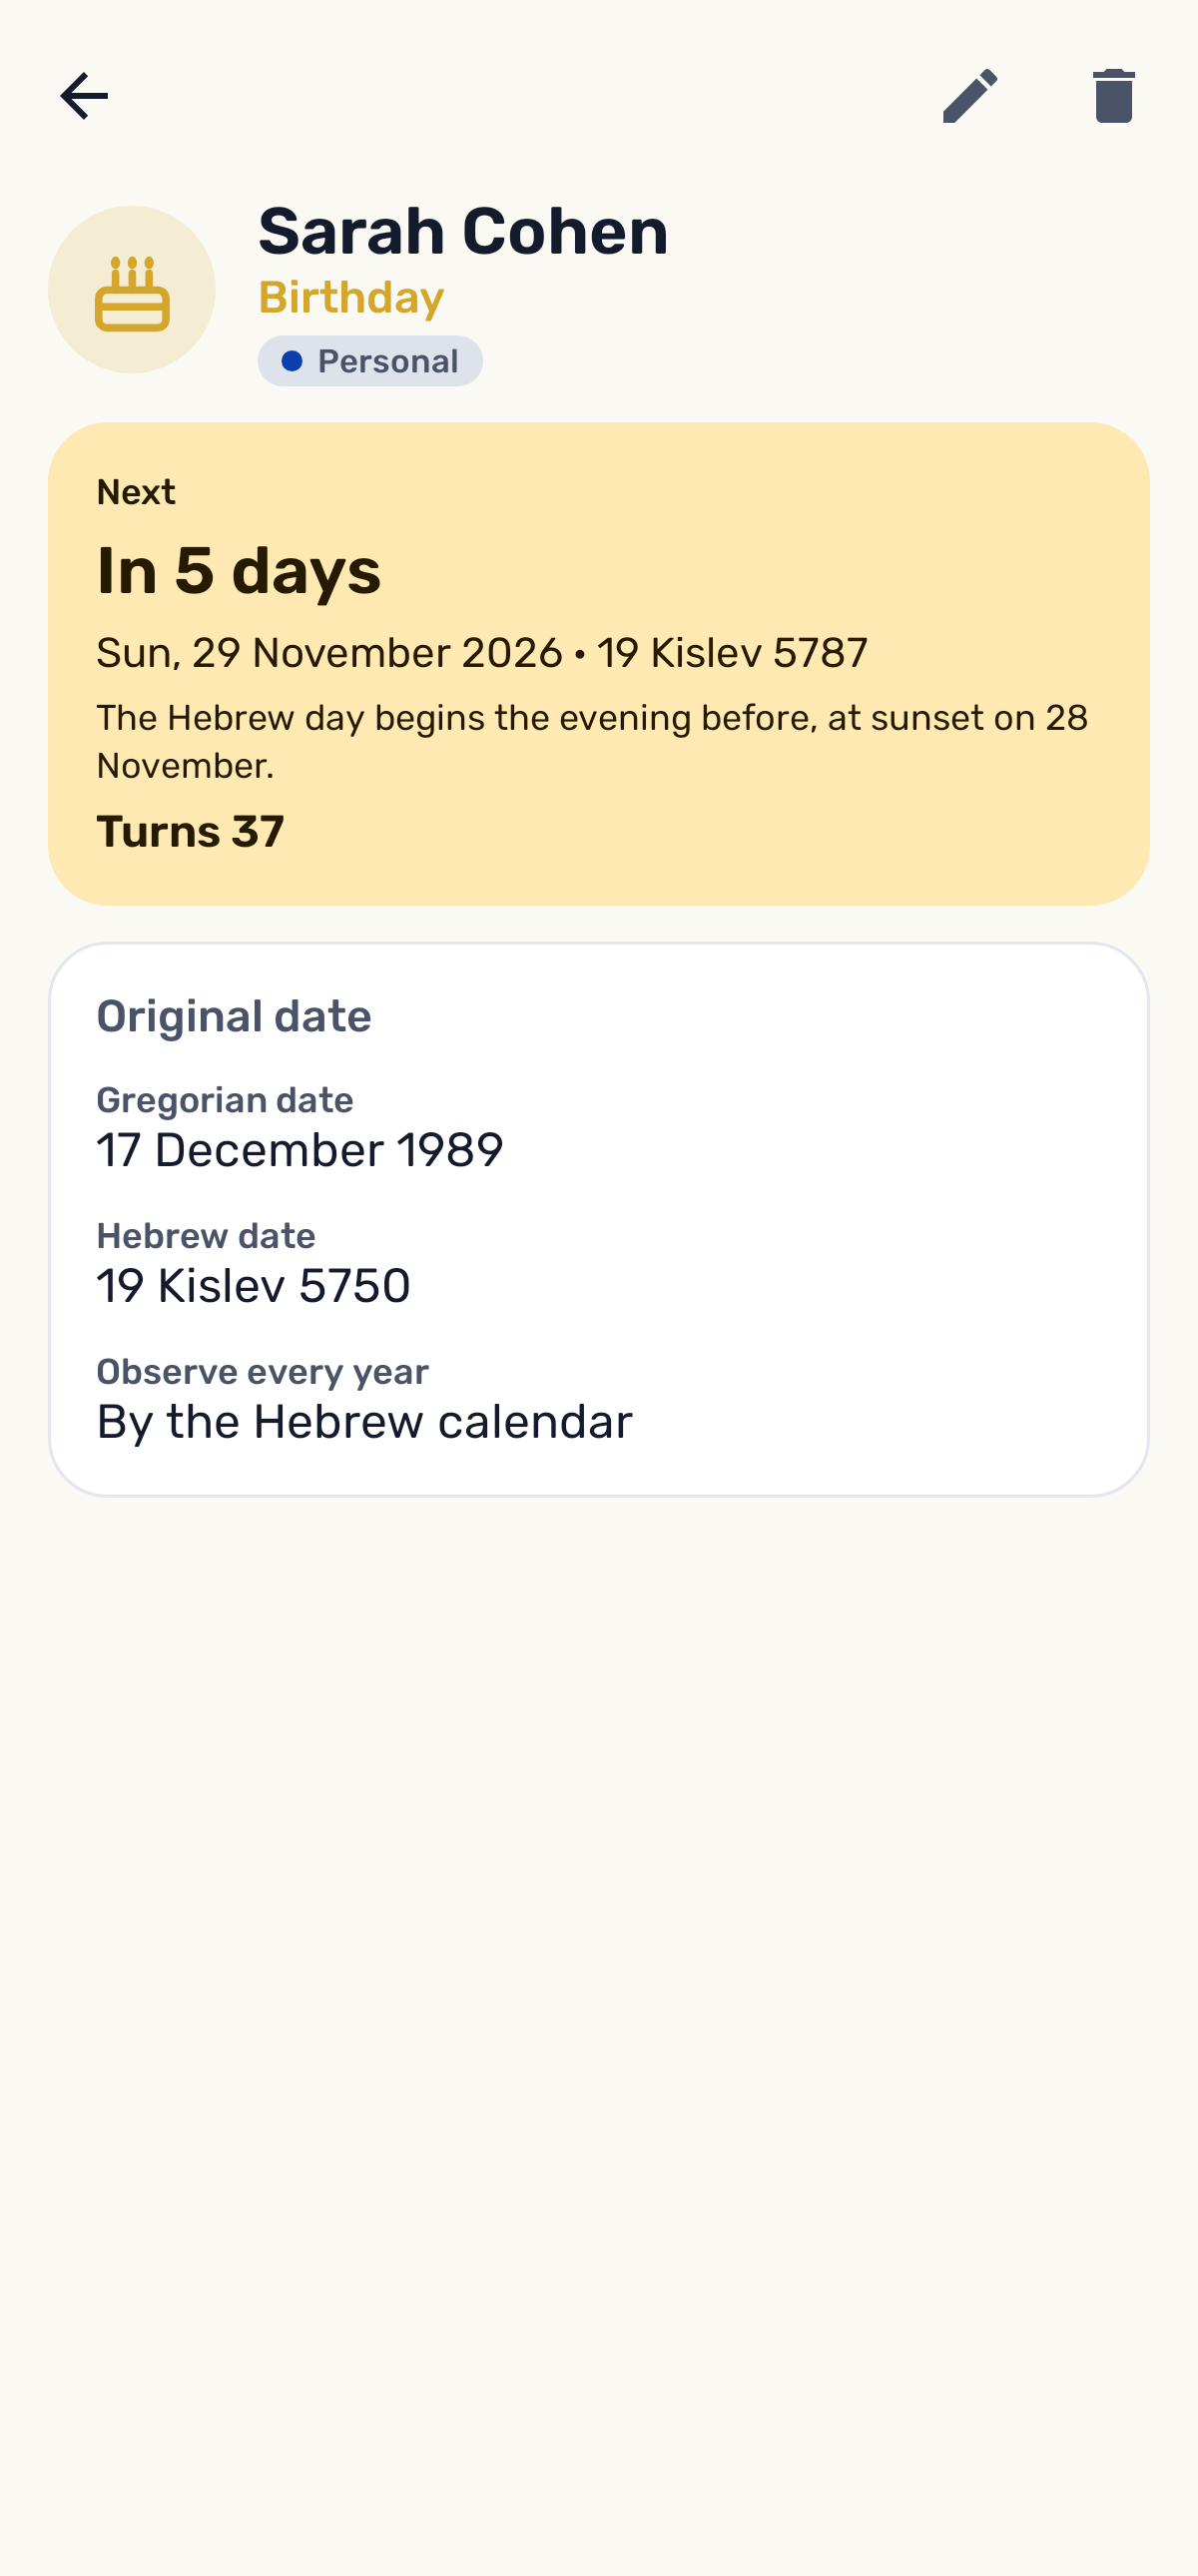 Sarah Cohen
Birthday
Personal
Next
In 5 days
Sun, 29 November 2026 • 19 Kislev 5787
The Hebrew day begins the evening before, at sunset on 28
November.
Turns 37
Original date
Gregorian date
17 December 1989
Hebrew date
19 Kislev 5750
Observe every year
By the Hebrew calendar